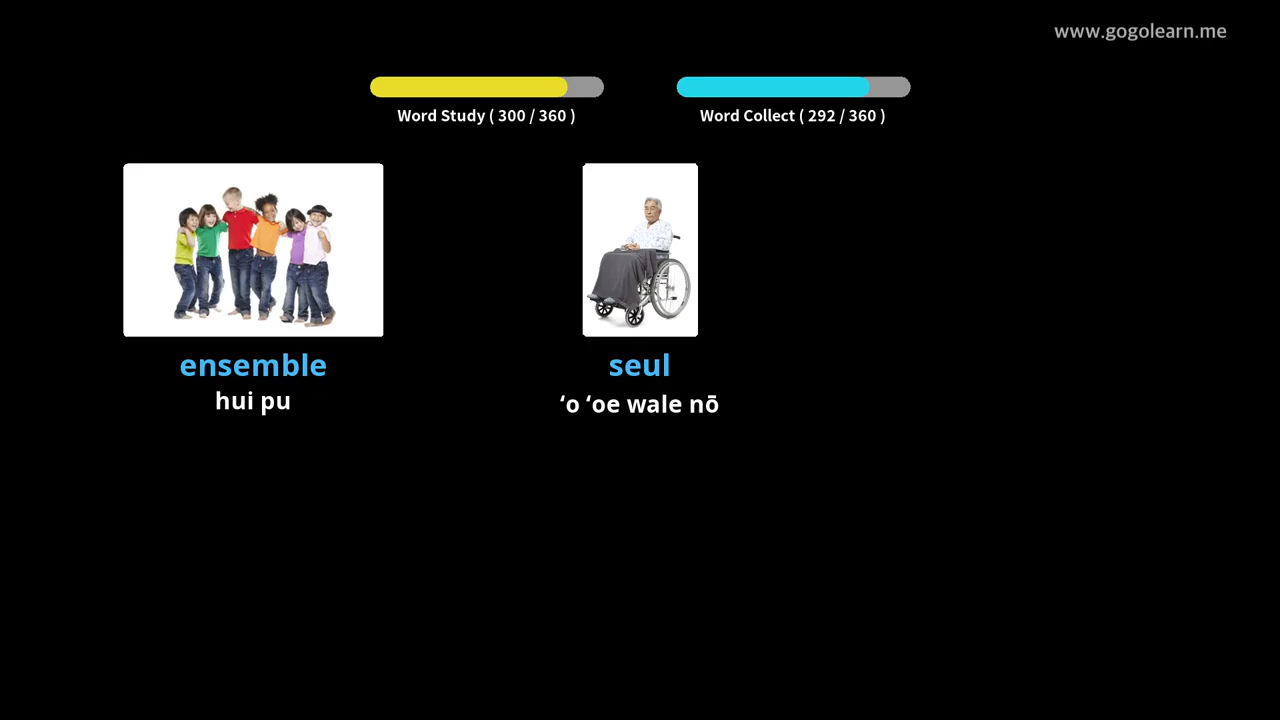 www.gogolearn.me
Word Study ( 300 / 360 )
Word Collect ( 292 / 360 )
ensemble
hui pu
seul
ʻo ʻoe wale nō